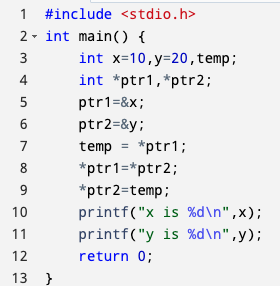 1 #include <stdio.h>
2 int main() {
3     int x=10,y=20,temp;
4     int *ptr1,*ptr2;
5     ptr1=&x;
6     ptr2=&y;
7     temp = *ptr1;
8     *ptr1=*ptr2;
9     *ptr2=temp;
10     printf("x is %d\n",x);
11     printf("y is %d\n",y);
12     return 0;
13 }